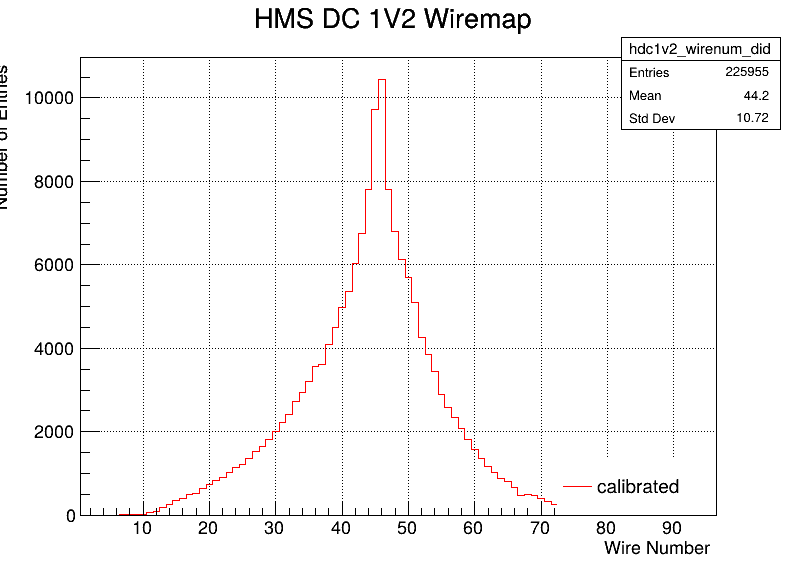 HMS DC 1V2 Wiremap
hdc1v2_wirenum_did
Entries 225955
Mean 44.2
Std Dev 10.72
Number of Entries
10000
8000
6000
4000
2000
0
calibrated
10 20 30 40 50 60 70 80 90
Wire Number